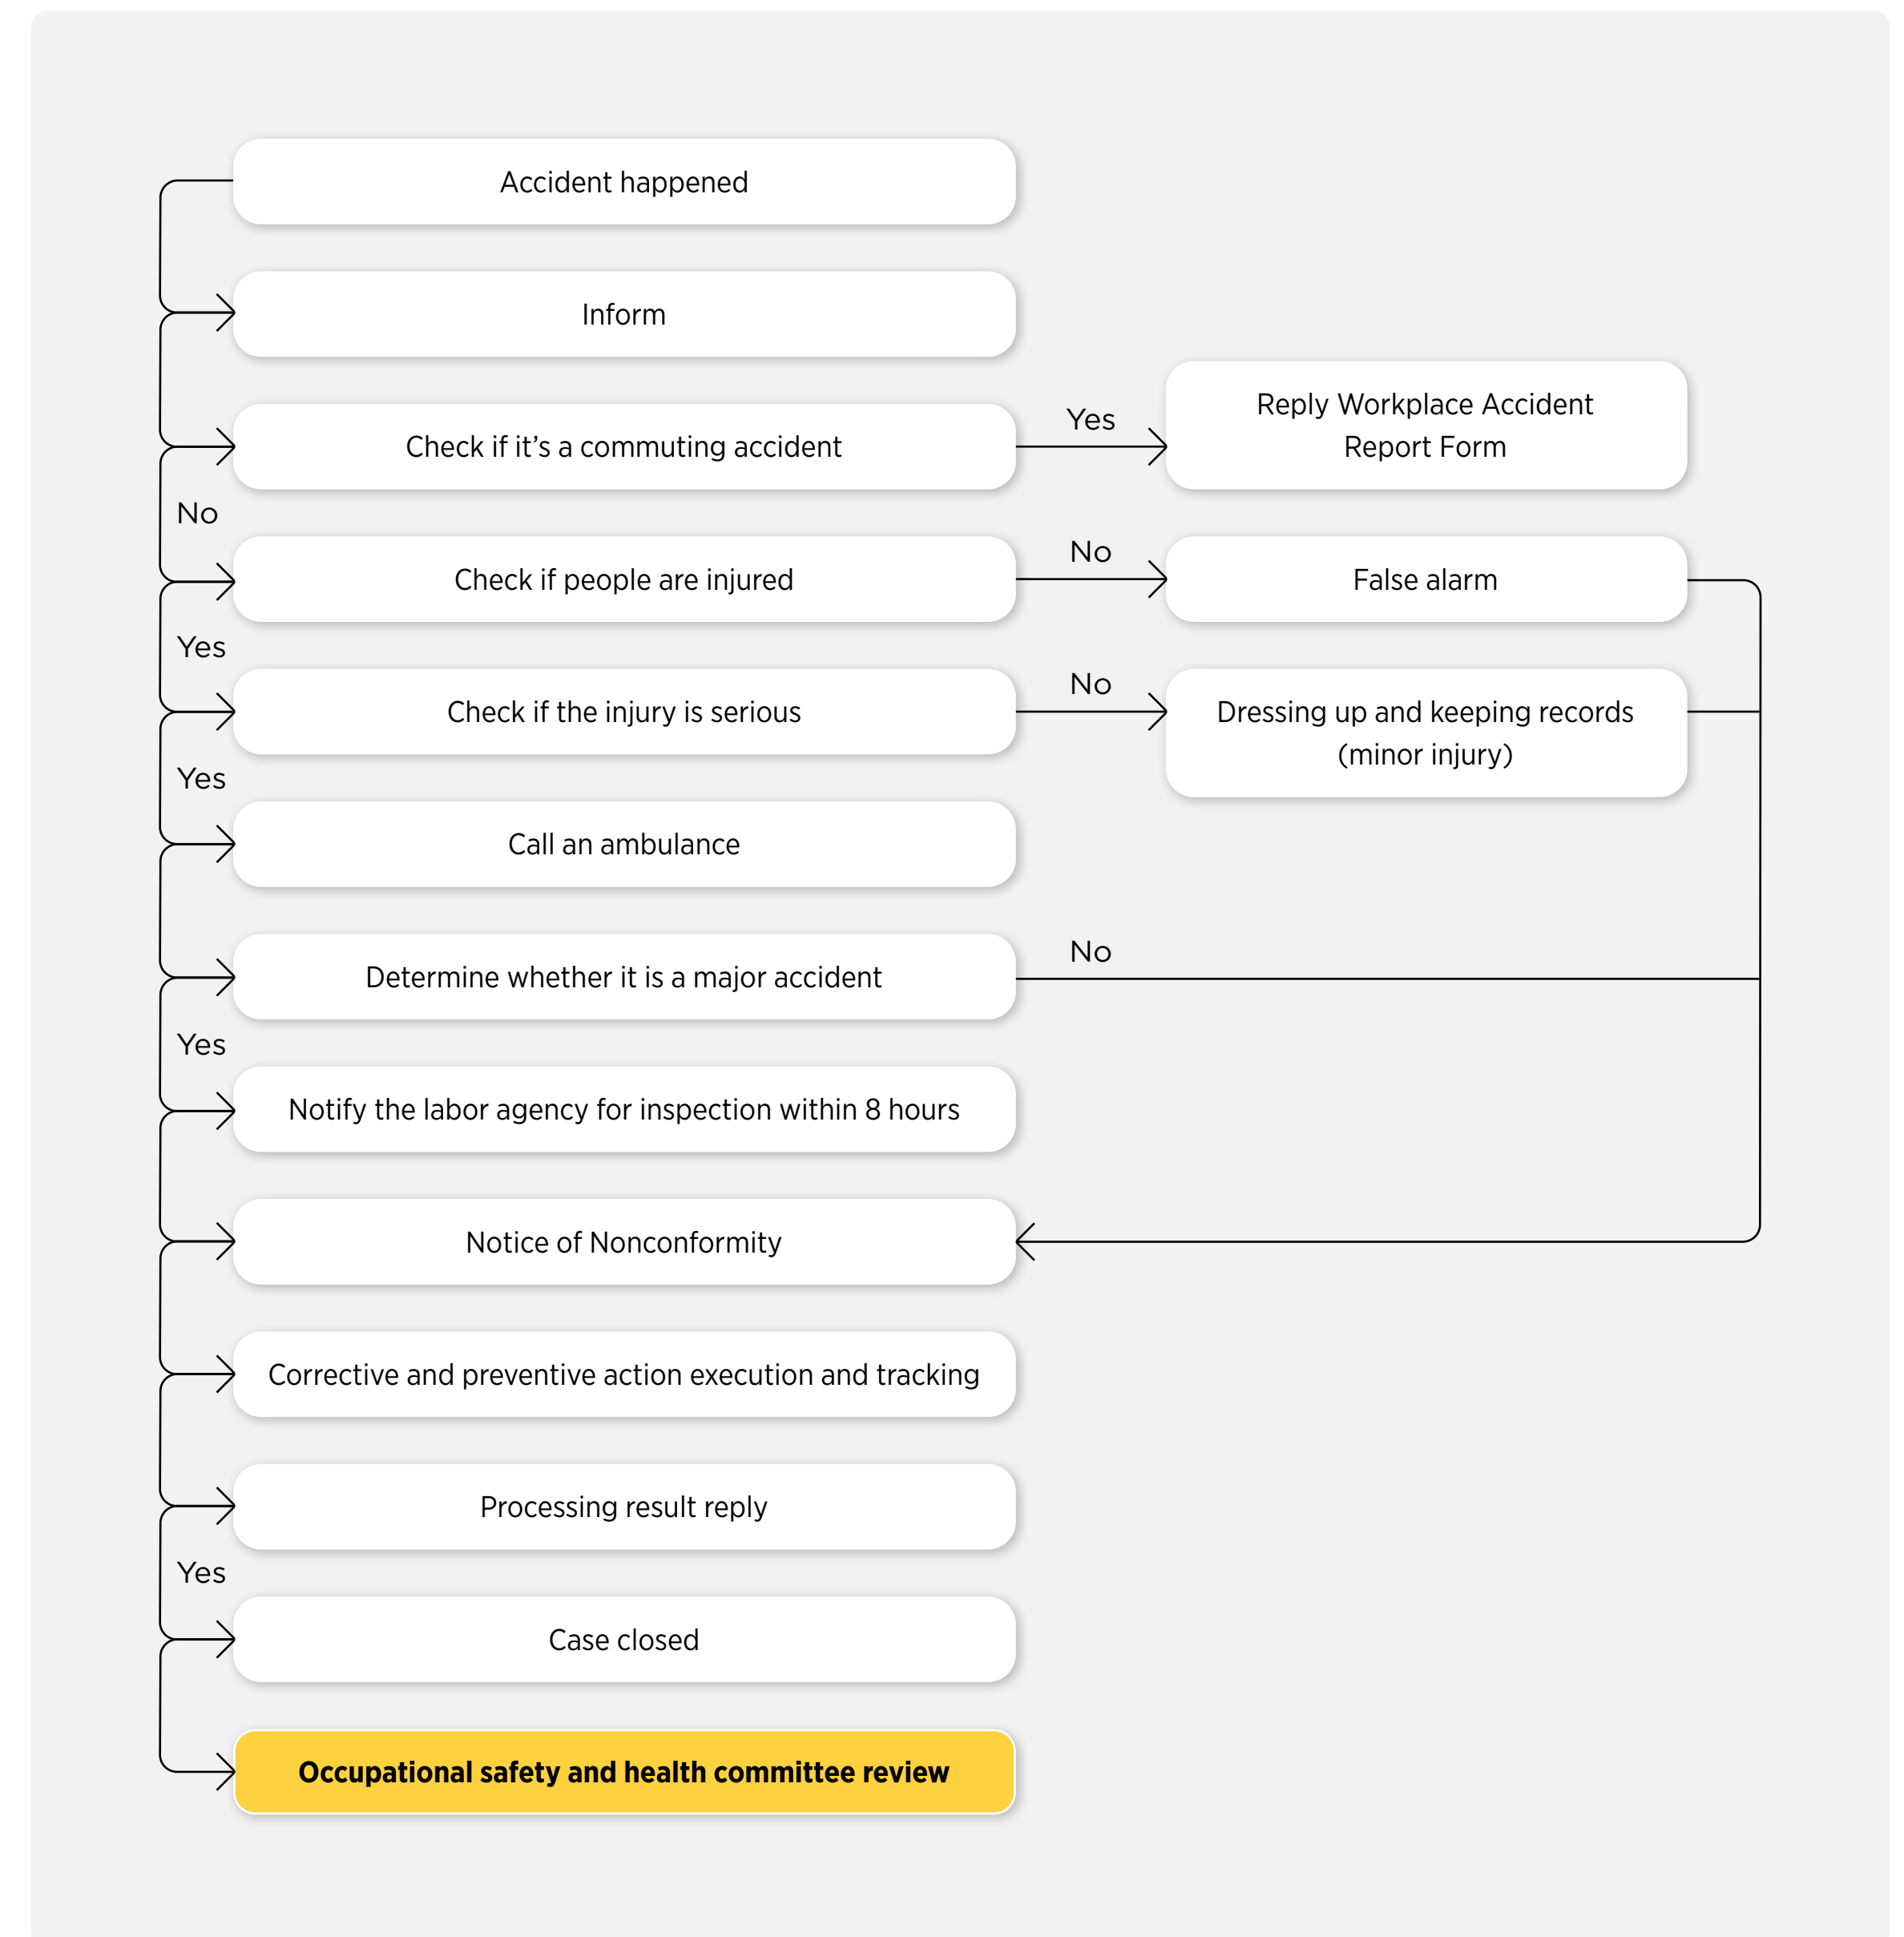 Accident happened
Inform
Check if it’s a commuting accident
Yes
Reply Workplace Accident
Report Form
No
Check if people are injured
No
False alarm
Yes
Check if the injury is serious
No
Dressing up and keeping records
(minor injury)
Yes
Call an ambulance
Determine whether it is a major accident
No
Yes
Notify the labor agency for inspection within 8 hours
Notice of Nonconformity
Corrective and preventive action execution and tracking
Processing result reply
Yes
Case closed
Occupational safety and health committee review